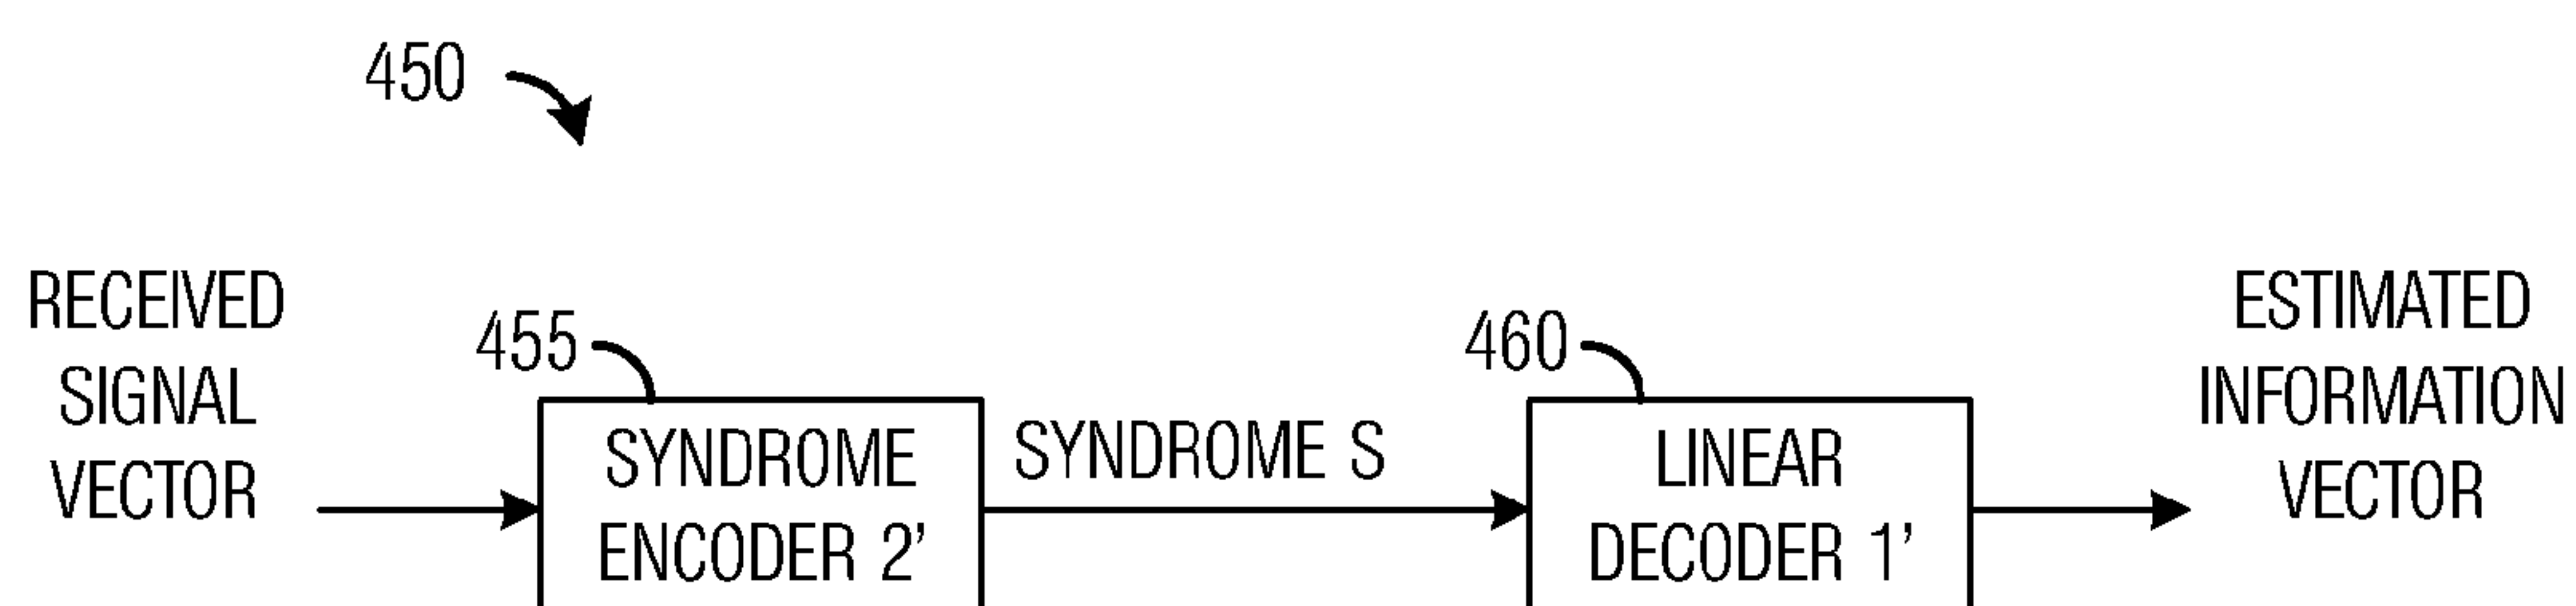 450
RECEIVED
SIGNAL
VECTOR
455
SYNDROME
ENCODER 2'
SYNDROME S
460
LINEAR
DECODER 1'
ESTIMATED
INFORMATION
VECTOR